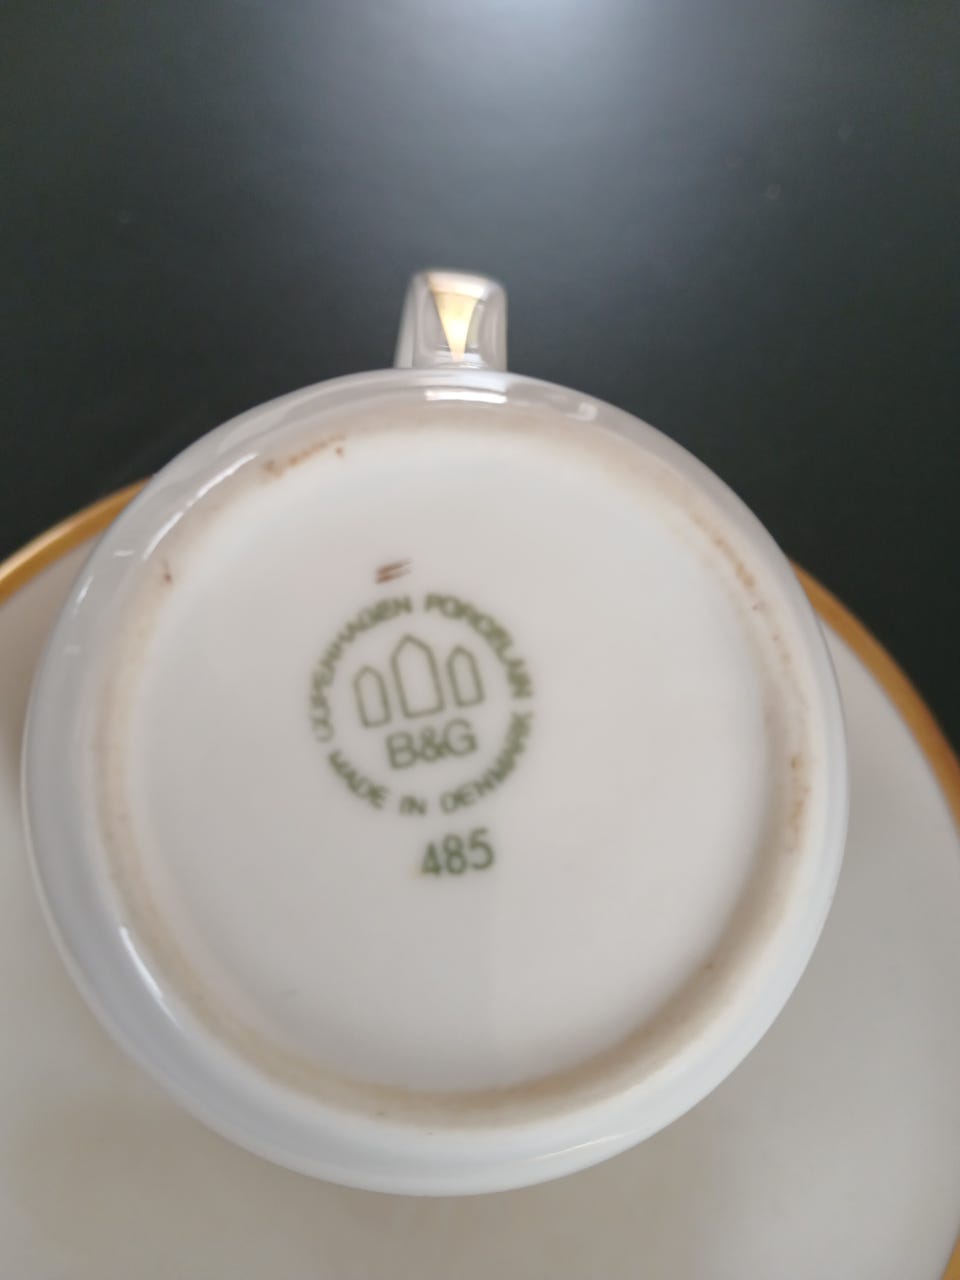 COPENHAGEN PORCELAIN
B&G
MADE IN DENMARK
485